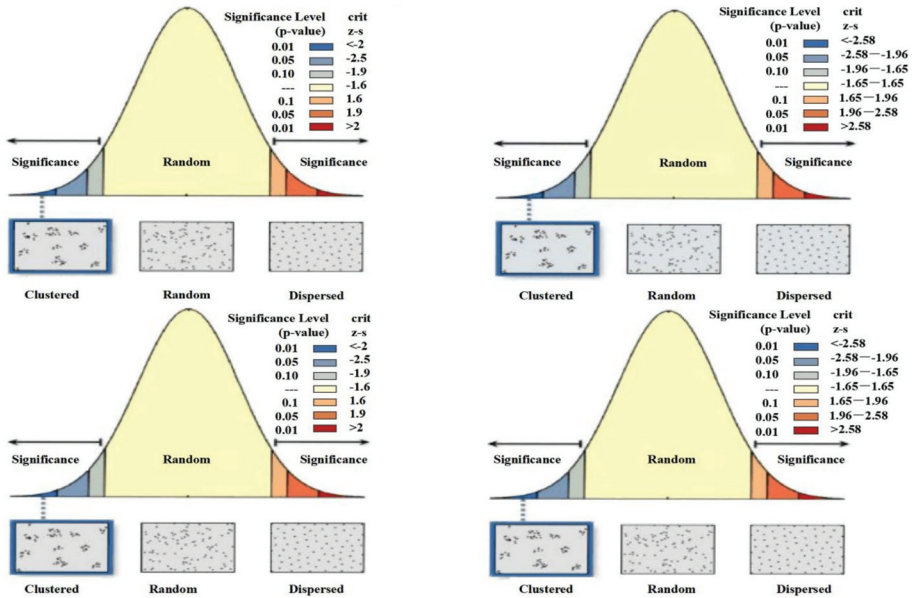 Significance Level crit
(p-value) z-s
0.01 <-2
0.05 -2.5
0.10 -1.9
--- -1.6
0.1 1.6
0.05 1.9
0.01 >2
Significance Random Significance
Clustered Random Dispersed
Significance Level crit
(p-value) z-s
0.01 <-2.58
0.05 -2.58—-1.96
0.10 -1.96—-1.65
--- -1.65—1.65
0.1 1.65—1.96
0.05 1.96—2.58
0.01 >2.58
Significance Random Significance
Clustered Random Dispersed
Significance Level crit
(p-value) z-s
0.01 <-2
0.05 -2.5
0.10 -1.9
--- -1.6
0.1 1.6
0.05 1.9
0.01 >2
Significance Random Significance
Clustered Random Dispersed
Significance Level crit
(p-value) z-s
0.01 <-2.58
0.05 -2.58—-1.96
0.10 -1.96—-1.65
--- -1.65—1.65
0.1 1.65—1.96
0.05 1.96—2.58
0.01 >2.58
Significance Random Significance
Clustered Random Dispersed